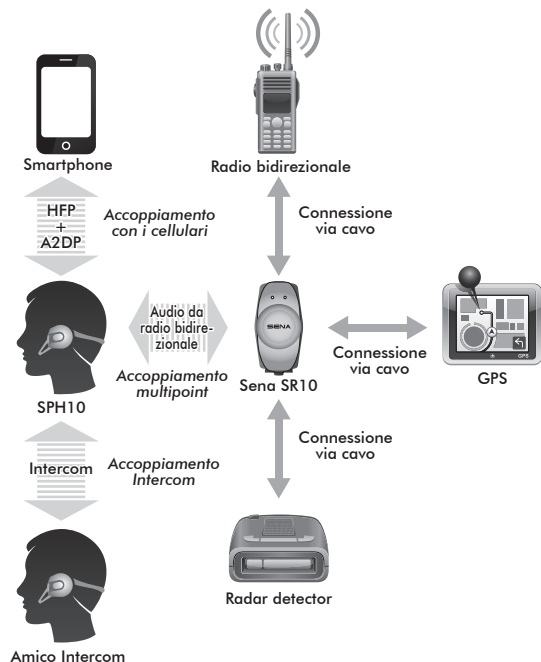 Smartphone
Radio bidirezionale
HFP
+
A2DP
Accoppiamento
con i cellulari
Connessione
via cavo
Audio da
radio bidire-
zionale
SENA
Connessione
via cavo
GPS
GPS
Accoppiamento
multipoint
Sena SR10
SPH10
Intercom
Accoppiamento
Intercom
Connessione
via cavo
Radar detector
Amico Intercom